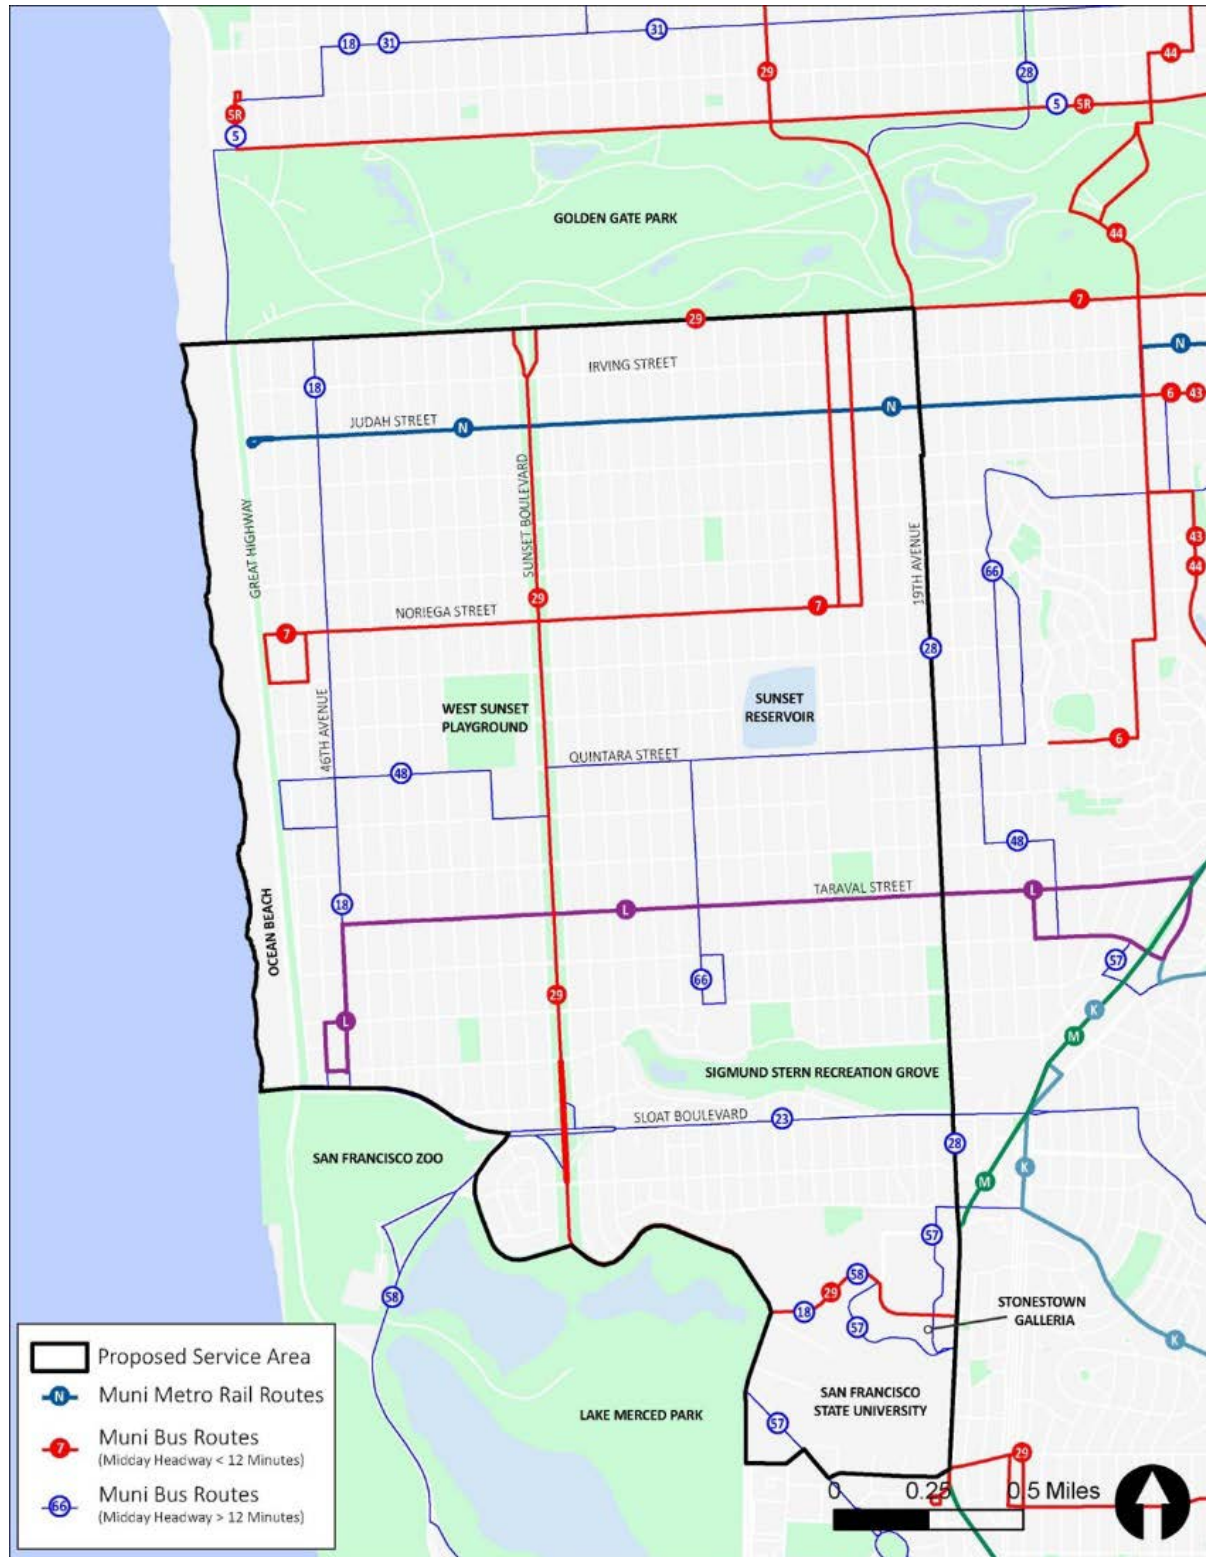 18
31
31
29
28
44
5R
5
5
5R
GOLDEN GATE PARK
44
7
29
N
IRVING STREET
18
JUDAH STREET
N
N
6
43
SUNSET BOULEVARD
GREAT HIGHWAY
19TH AVENUE
43
44
66
29
NORIEGA STREET
7
7
28
46TH AVENUE
WEST SUNSET
PLAYGROUND
SUNSET
RESERVOIR
6
QUINTARA STREET
48
48
TARAVAL STREET
L
L
18
OCEAN BEACH
57
66
29
K
L
M
SIGMUND STERN RECREATION GROVE
SLOAT BOULEVARD
23
28
SAN FRANCISCO ZOO
K
M
57
58
29
18
58
57
STONESTOWN
GALLERIA
K
SAN FRANCISCO
STATE UNIVERSITY
LAKE MERCED PARK
57
29
0
0.25
0.5 Miles
Proposed Service Area
N
Muni Metro Rail Routes
7
Muni Bus Routes
(Midday Headway < 12 Minutes)
66
Muni Bus Routes
(Midday Headway > 12 Minutes)